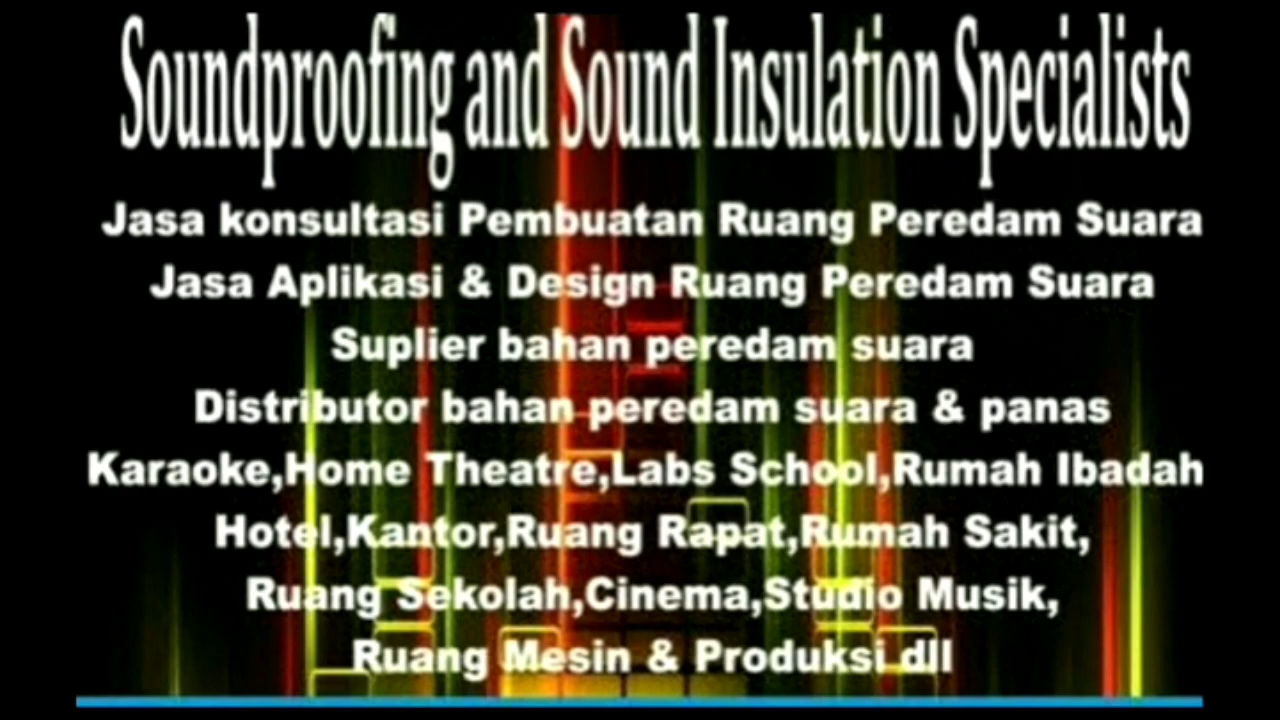 Soundproofing and Sound Insulation Specialists
Jasa konsultasi Pembuatan Ruang Peredam Suara
Jasa Aplikasi & Design Ruang Peredam Suara
Suplier bahan peredam suara
Distributor bahan peredam suara & panas
Karaoke,Home Theatre,Labs School,Rumah Ibadah
Hotel,Kantor,Ruang Rapat,Rumah Sakit,
Ruang Sekolah,Cinema,Studio Musik,
Ruang Mesin & Produksi dll